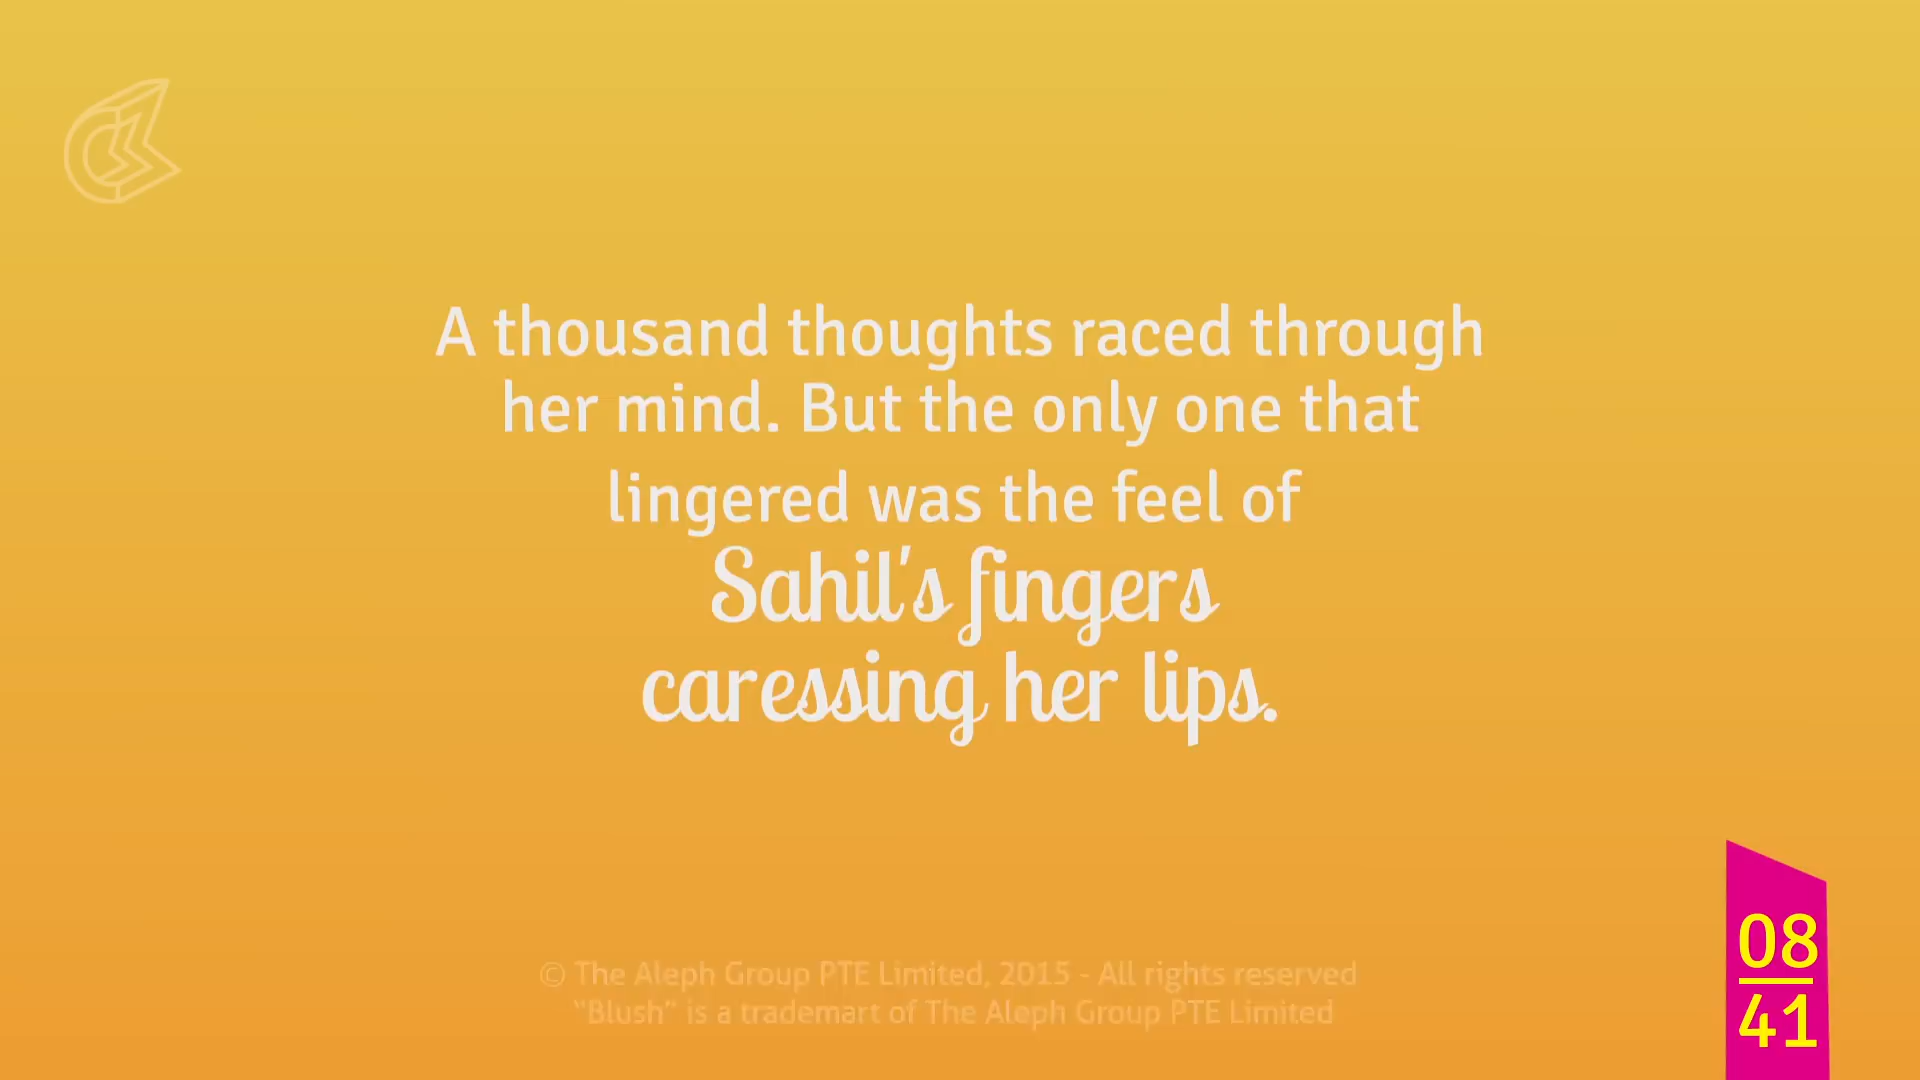 A thousand thoughts raced through
her mind. But the only one that
lingered was the feel of
Sahil's fingers
caressing her lips.
© The Aleph Group PTE Limited, 2015 - All rights reserved
"Blush" is a trademart of The Aleph Group PTE Limited
08
41